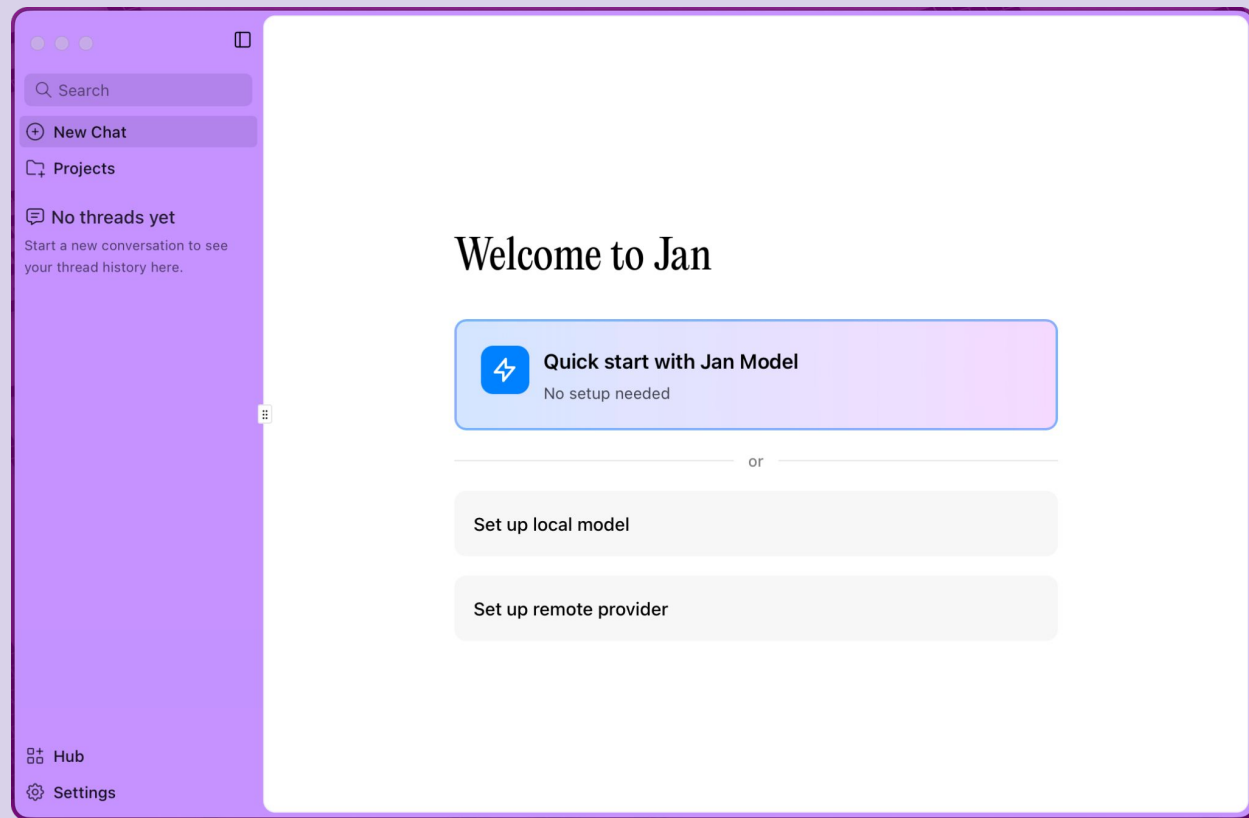 Search
New Chat
Projects
No threads yet
Start a new conversation to see
your thread history here.
Hub
Settings
Welcome to Jan
Quick start with Jan Model
No setup needed
or
Set up local model
Set up remote provider